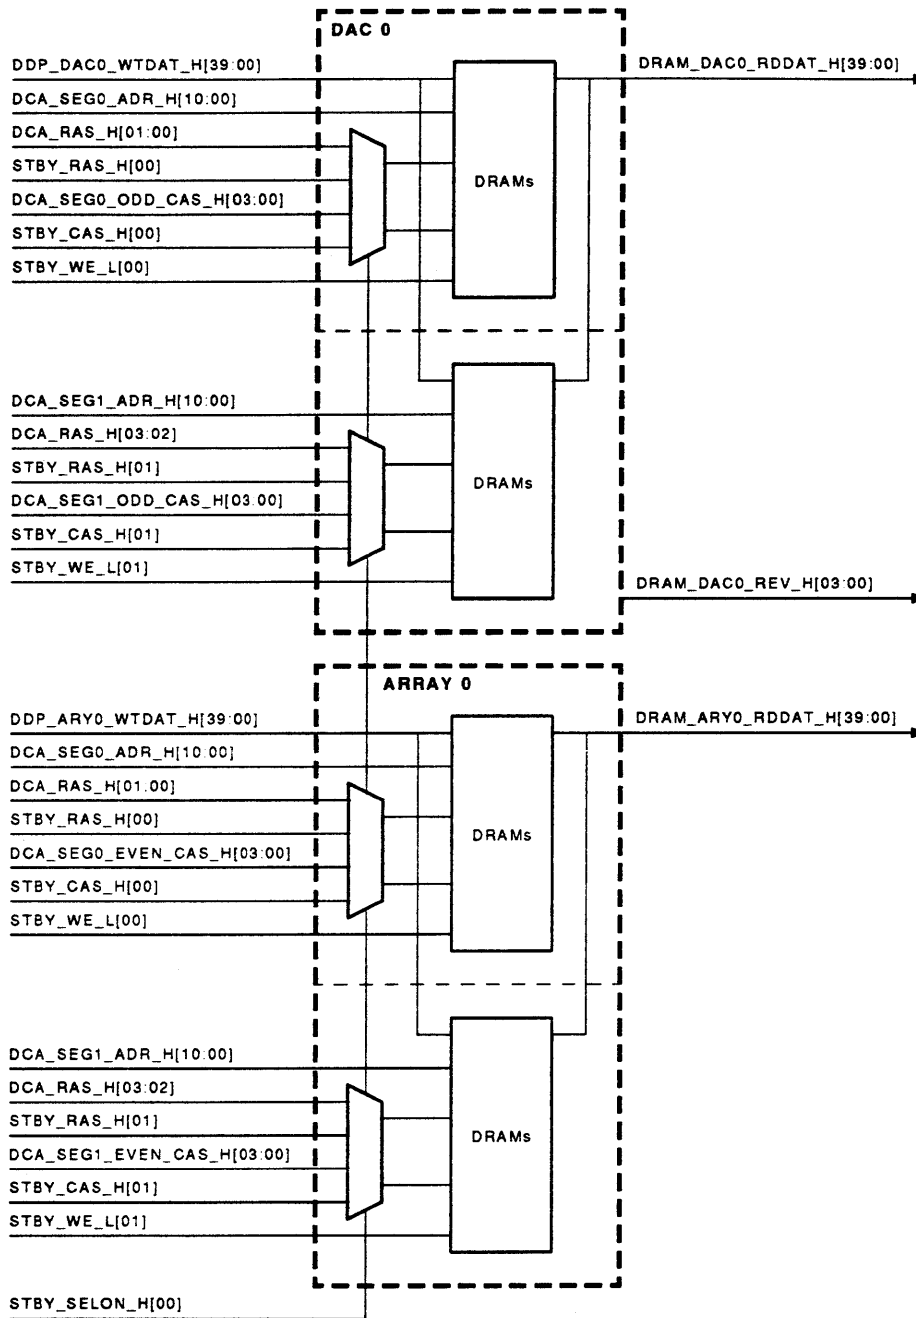 DAC 0
DDP_DAC0_WTDAT_H[39:00]
DRAM_DAC0_RDDAT_H[39:00]
DCA_SEG0_ADR_H[10:00]
DCA_RAS_H[01:00]
STBY_RAS_H[00]
DRAMs
DCA_SEG0_ODD_CAS_H[03:00]
STBY_CAS_H[00]
STBY_WE_L[00]
DCA_SEG1_ADR_H[10:00]
DCA_RAS_H[03:02]
STBY_RAS_H[01]
DRAMs
DCA_SEG1_ODD_CAS_H[03:00]
STBY_CAS_H[01]
STBY_WE_L[01]
DRAM_DAC0_REV_H[03:00]
ARRAY 0
DDP_ARY0_WTDAT_H[39:00]
DRAM_ARY0_RDDAT_H[39:00]
DCA_SEG0_ADR_H[10:00]
DCA_RAS_H[01:00]
STBY_RAS_H[00]
DRAMs
DCA_SEG0_EVEN_CAS_H[03:00]
STBY_CAS_H[00]
STBY_WE_L[00]
DCA_SEG1_ADR_H[10:00]
DCA_RAS_H[03:02]
STBY_RAS_H[01]
DRAMs
DCA_SEG1_EVEN_CAS_H[03:00]
STBY_CAS_H[01]
STBY_WE_L[01]
STBY_SELON_H[00]